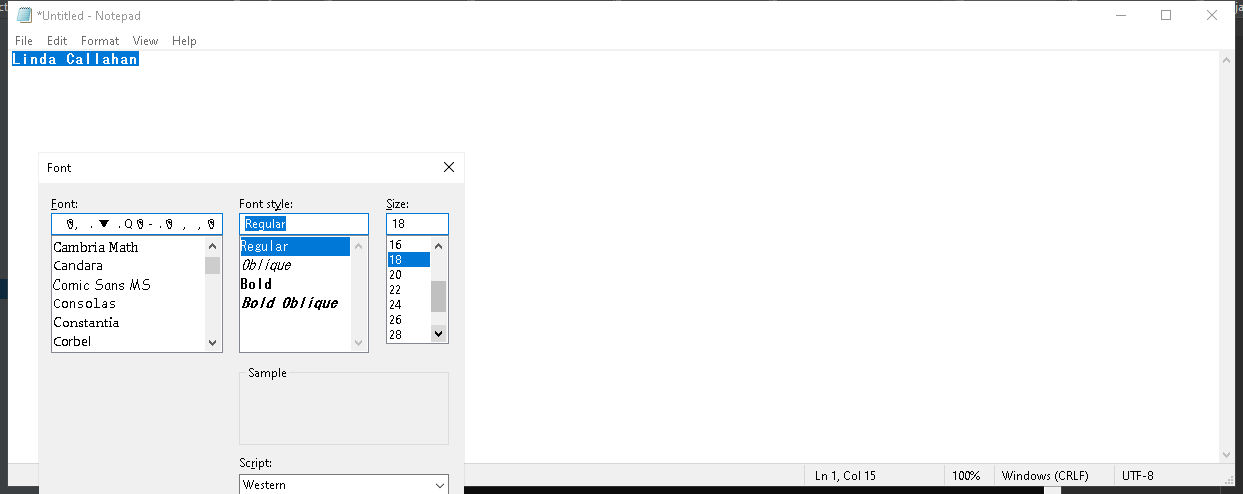 *Untitled - Notepad
File Edit Format View Help
Linda Callahan
Font
Font: Font style: Size:
Regular 18
Cambria Math
Candara
Comic Sans MS
Consolas
Constantia
Corbel
Regular
Oblique
Bold
Bold Oblique
16
18
20
22
24
26
28
Sample
Script:
Western
Ln 1, Col 15 100% Windows (CRLF) UTF-8